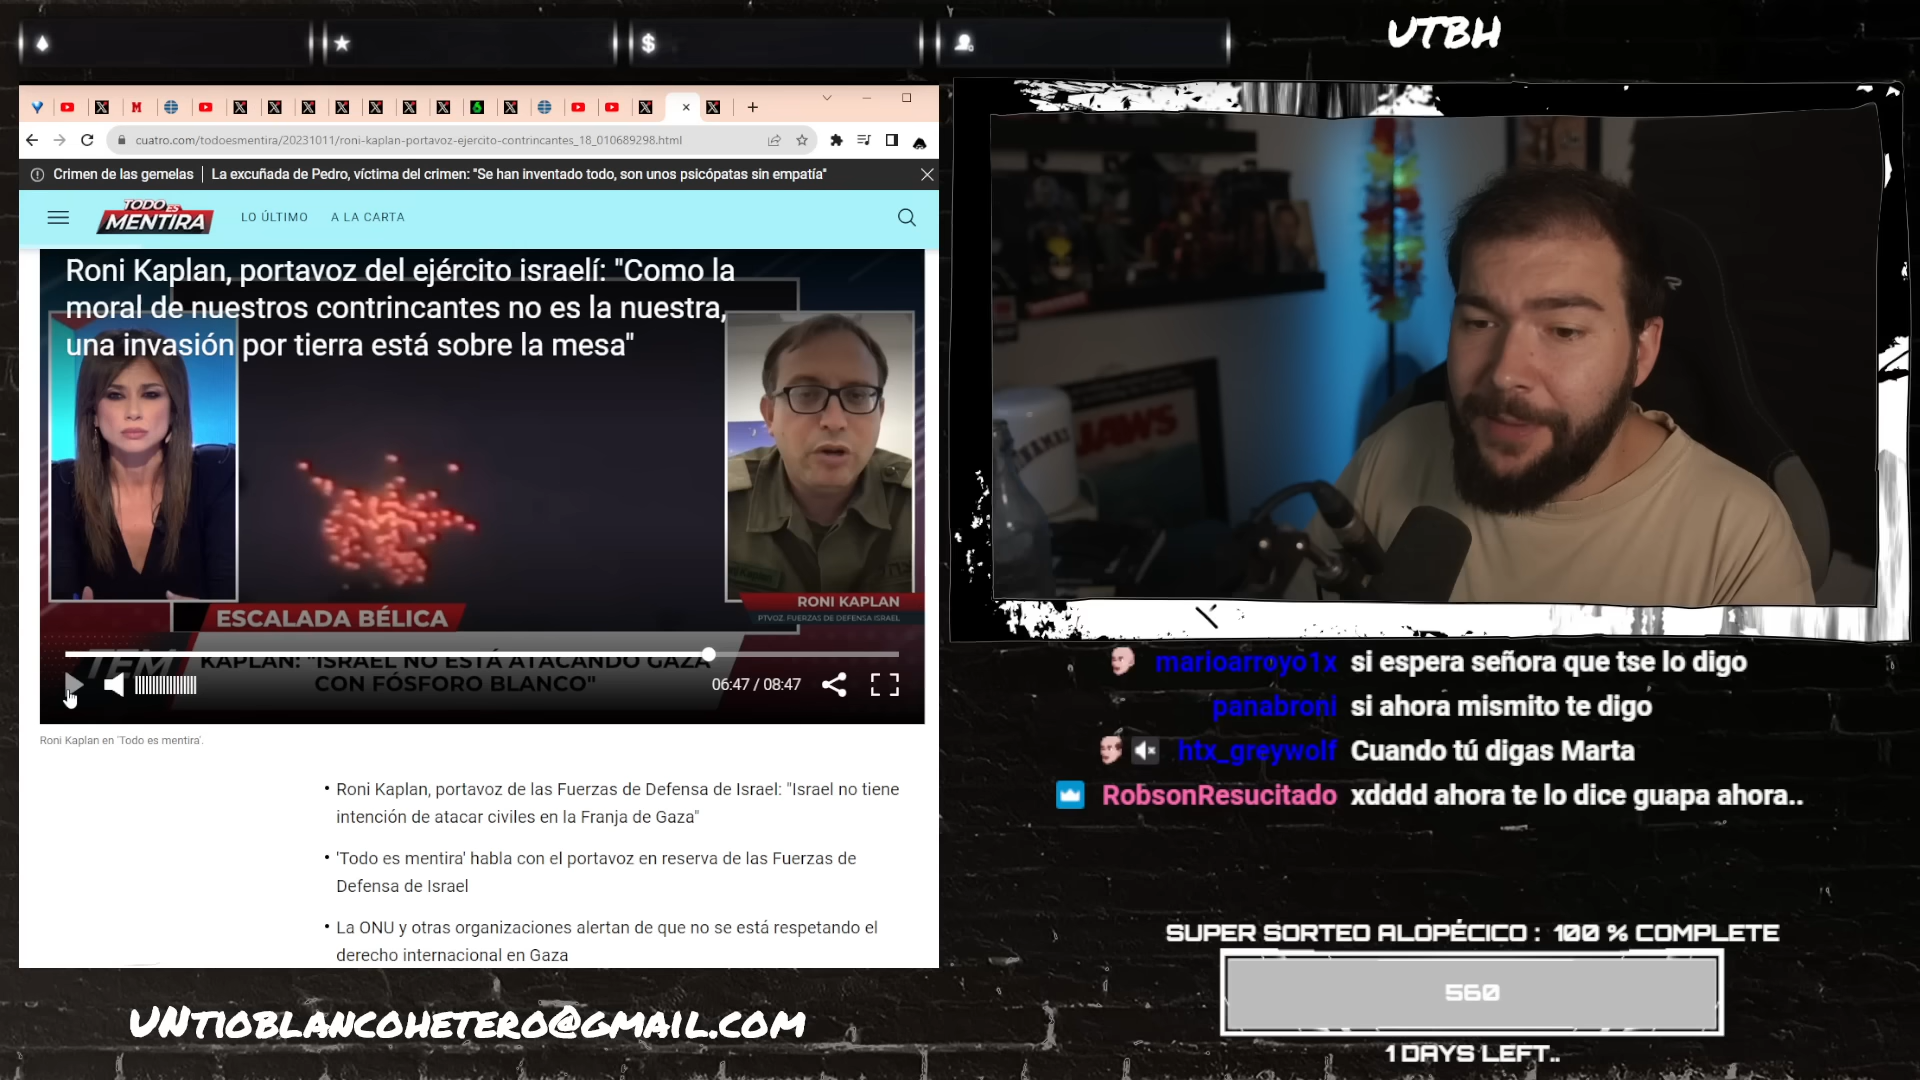 UTBH
cuatro.com/todoesmentira/20231011/roni-kaplan-portavoz-ejercito-contrincantes_18_010689298.html
Crimen de las gemelas | La excuñada de Pedro, víctima del crimen: "Se han inventado todo, son unos psicópatas sin empatía"
TODO ES MENTIRA
LO ÚLTIMO
A LA CARTA
Roni Kaplan, portavoz del ejército israelí: "Como la
moral de nuestros contrincantes no es la nuestra,
una invasión por tierra está sobre la mesa"
JAWS
ESCALADA BÉLICA
RONI KAPLAN
PTVOZ. FUERZAS DE DEFENSA ISRAEL
TEM
KAPLAN: "ISRAEL NO ESTÁ ATACANDO GAZA
CON FÓSFORO BLANCO"
06:47 / 08:47
Roni Kaplan en 'Todo es mentira'.
• Roni Kaplan, portavoz de las Fuerzas de Defensa de Israel: "Israel no tiene
intención de atacar civiles en la Franja de Gaza"
• 'Todo es mentira' habla con el portavoz en reserva de las Fuerzas de
Defensa de Israel
• La ONU y otras organizaciones alertan de que no se está respetando el
derecho internacional en Gaza
marioarroyo1x si espera señora que tse lo digo
panabroni si ahora mismito te digo
htx_greywolf Cuando tú digas Marta
RobsonResucitado xdddd ahora te lo dice guapa ahora..
SUPER SORTEO ALOPÉCICO : 100 % COMPLETE
560
1 DAYS LEFT..
UNTIOBLANCOHETERO@GMAIL.COM